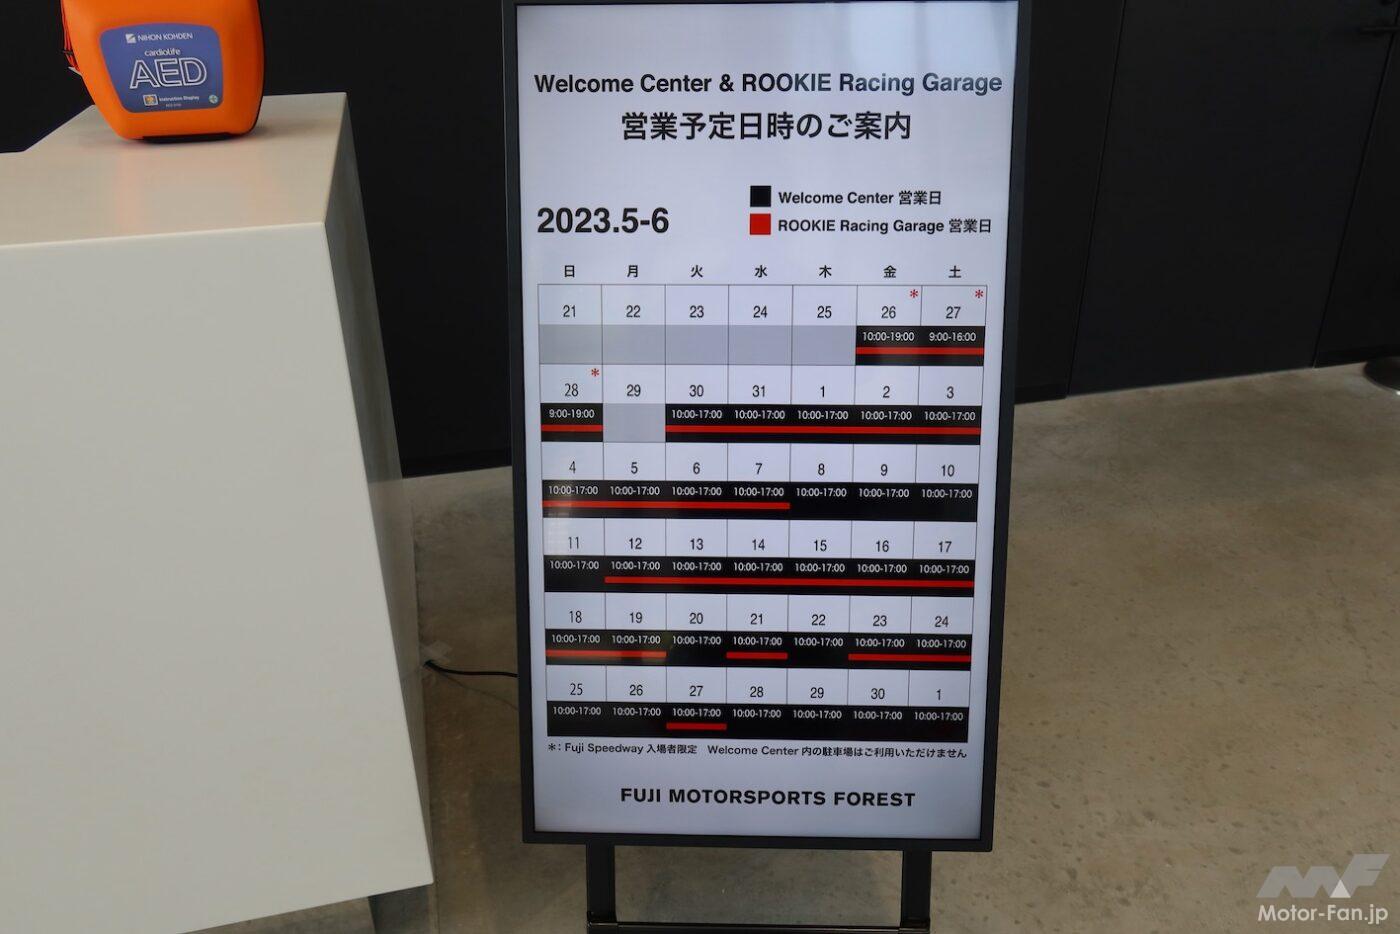 NIHON KOHDEN
cardiolife
AED
Instruction Display
Welcome Center & ROOKIE Racing Garage
営業予定日時のご案内
2023.5-6
Welcome Center 営業日
ROOKIE Racing Garage 営業日
日 月 火 水 木 金 土
21 22 23 24 25 26 * 27 *
10:00-19:00 9:00-16:00
28 * 29 30 31 1 2 3
9:00-19:00 10:00-17:00 10:00-17:00 10:00-17:00 10:00-17:00 10:00-17:00
4 5 6 7 8 9 10
10:00-17:00 10:00-17:00 10:00-17:00 10:00-17:00 10:00-17:00 10:00-17:00 10:00-17:00
11 12 13 14 15 16 17
10:00-17:00 10:00-17:00 10:00-17:00 10:00-17:00 10:00-17:00 10:00-17:00 10:00-17:00
18 19 20 21 22 23 24
10:00-17:00 10:00-17:00 10:00-17:00 10:00-17:00 10:00-17:00 10:00-17:00 10:00-17:00
25 26 27 28 29 30 1
10:00-17:00 10:00-17:00 10:00-17:00 10:00-17:00 10:00-17:00 10:00-17:00 10:00-17:00
*：Fuji Speedway 入場者限定 Welcome Center 内の駐車場はご利用いただけません
FUJI MOTORSPORTS FOREST
MF
Motor-Fan.jp